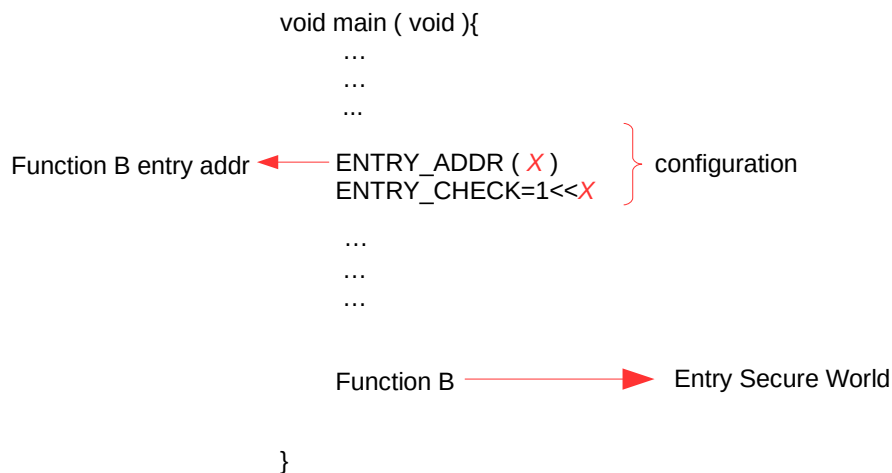 void main ( void ){
…
…
...
Function B entry addr ENTRY_ADDR ( X ) configuration
ENTRY_CHECK=1<<X
…
…
…
Function B Entry Secure World
}